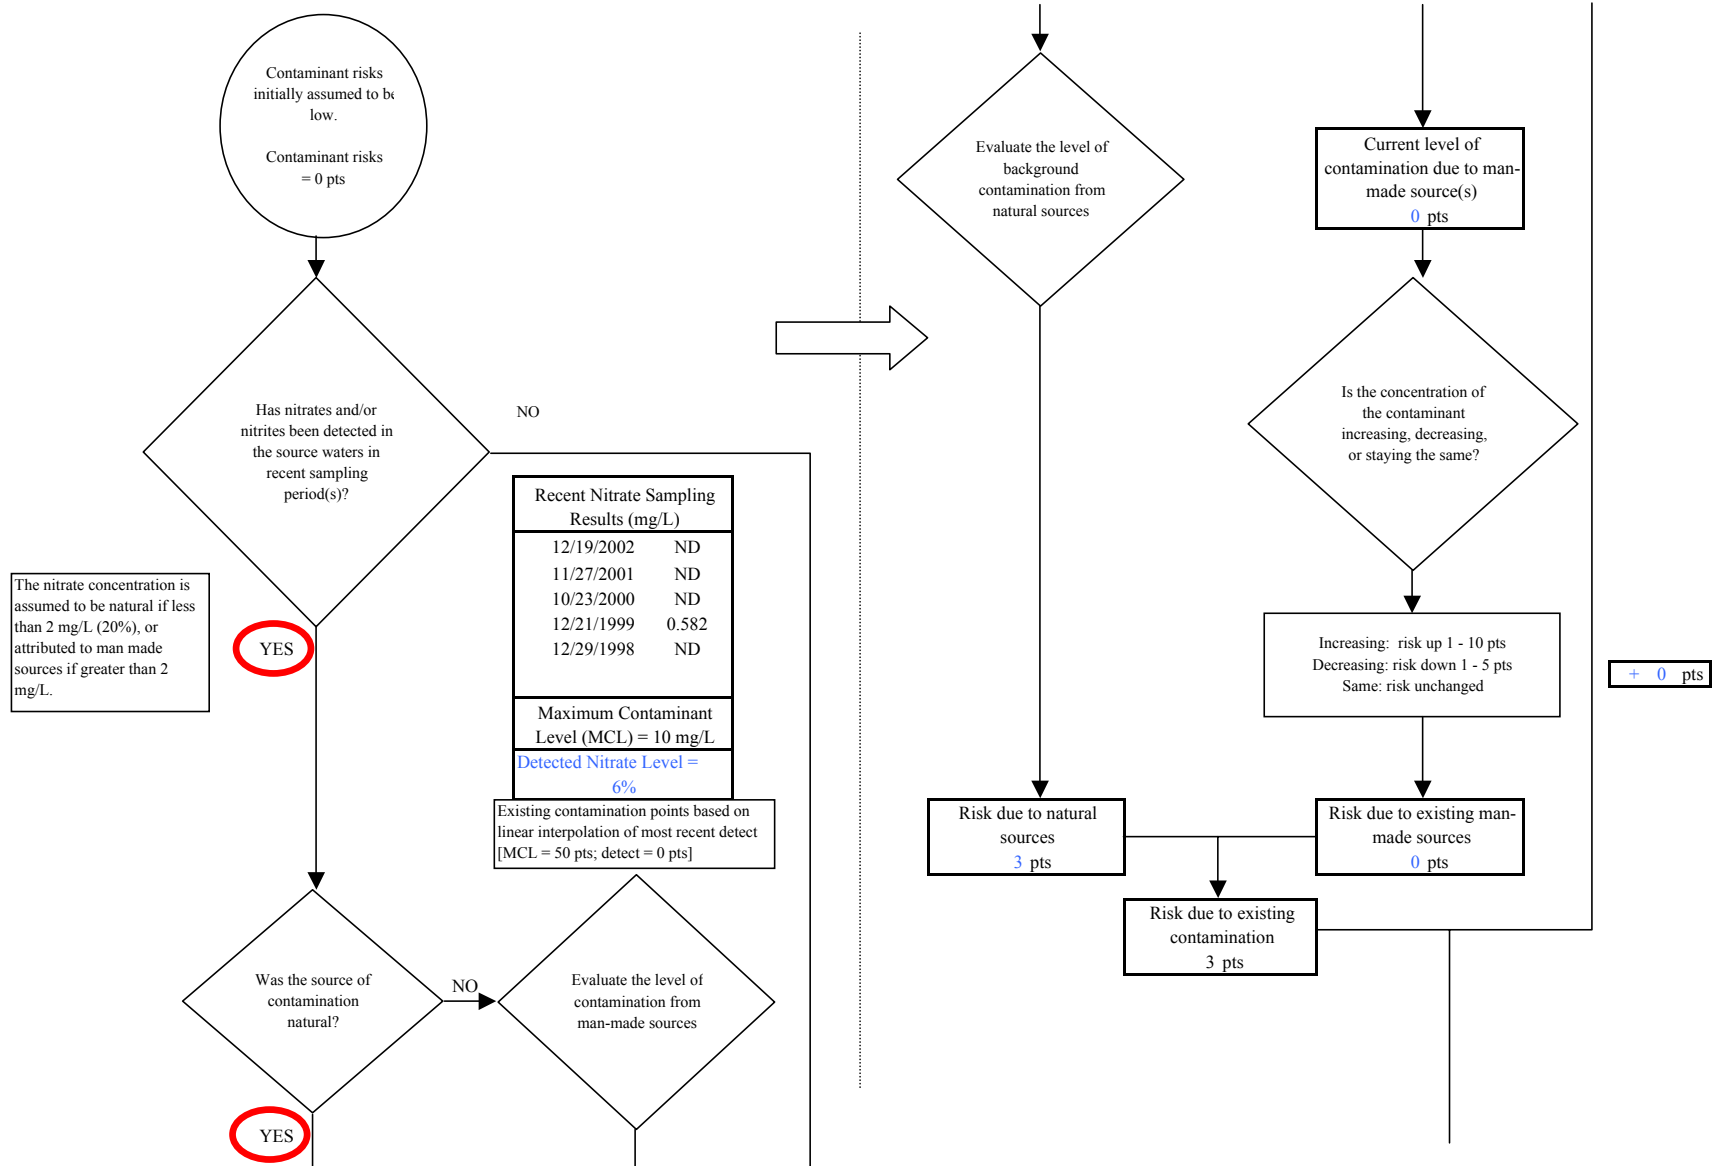 Contaminant risks
initially assumed to be
low.
Contaminant risks
= 0 pts
Has nitrates and/or
nitrites been detected in
the source waters in
recent sampling
period(s)?
NO
The nitrate concentration is
assumed to be natural if less
than 2 mg/L (20%), or
attributed to man made
sources if greater than 2
mg/L.
YES
Recent Nitrate Sampling
Results (mg/L)
12/19/2002 ND
11/27/2001 ND
10/23/2000 ND
12/21/1999 0.582
12/29/1998 ND
Maximum Contaminant
Level (MCL) = 10 mg/L
Detected Nitrate Level =
6%
Existing contamination points based on
linear interpolation of most recent detect
[MCL = 50 pts; detect = 0 pts]
Was the source of
contamination
natural?
NO
Evaluate the level of
contamination from
man-made sources
YES
Evaluate the level of
background
contamination from
natural sources
Current level of
contamination due to man-
made source(s)
0 pts
Is the concentration of
the contaminant
increasing, decreasing,
or staying the same?
Increasing: risk up 1 - 10 pts
Decreasing: risk down 1 - 5 pts
Same: risk unchanged
+ 0 pts
Risk due to natural
sources
3 pts
Risk due to existing man-
made sources
0 pts
Risk due to existing
contamination
3 pts